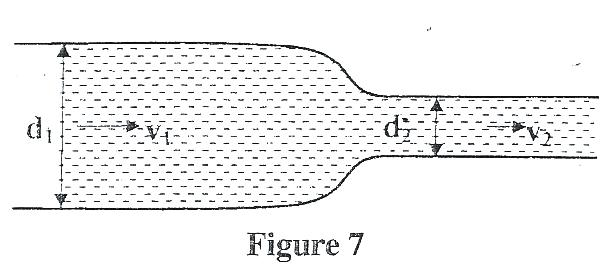 d₁ v₁ d₂ v₂
Figure 7